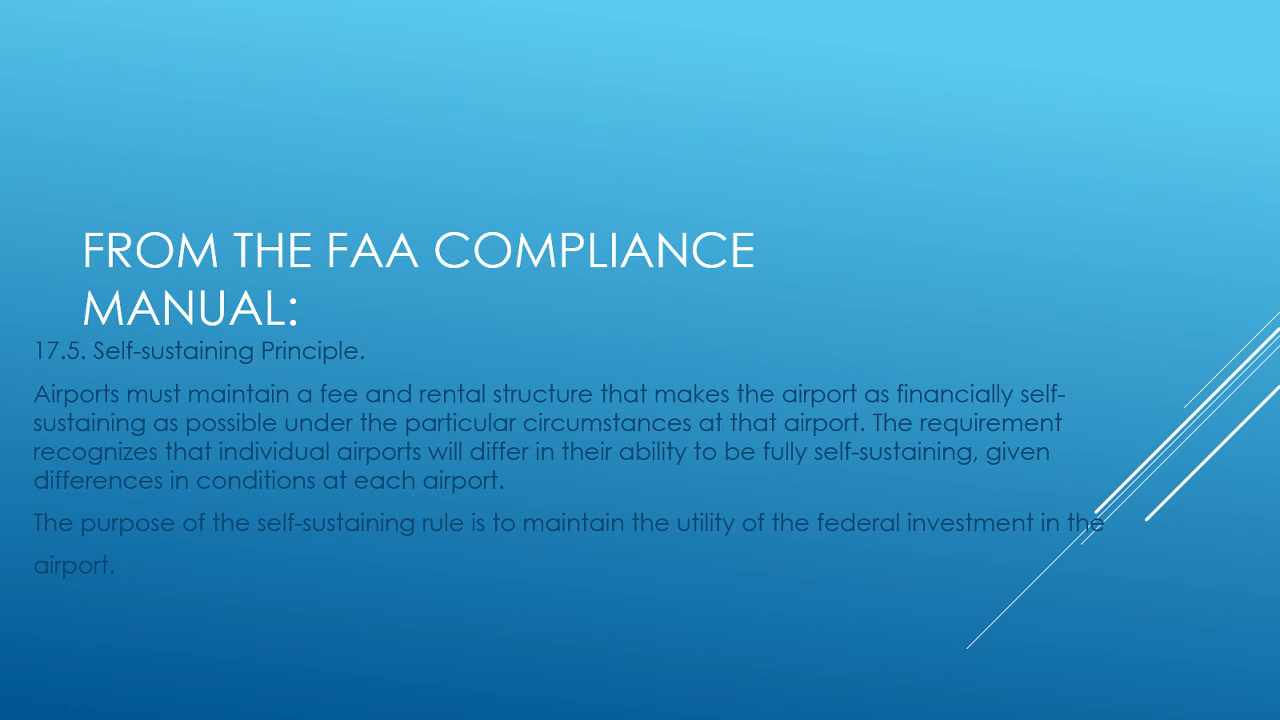 FROM THE FAA COMPLIANCE
MANUAL:
17.5. Self-sustaining Principle.
Airports must maintain a fee and rental structure that makes the airport as financially self-
sustaining as possible under the particular circumstances at that airport. The requirement
recognizes that individual airports will differ in their ability to be fully self-sustaining, given
differences in conditions at each airport.
The purpose of the self-sustaining rule is to maintain the utility of the federal investment in the
airport.